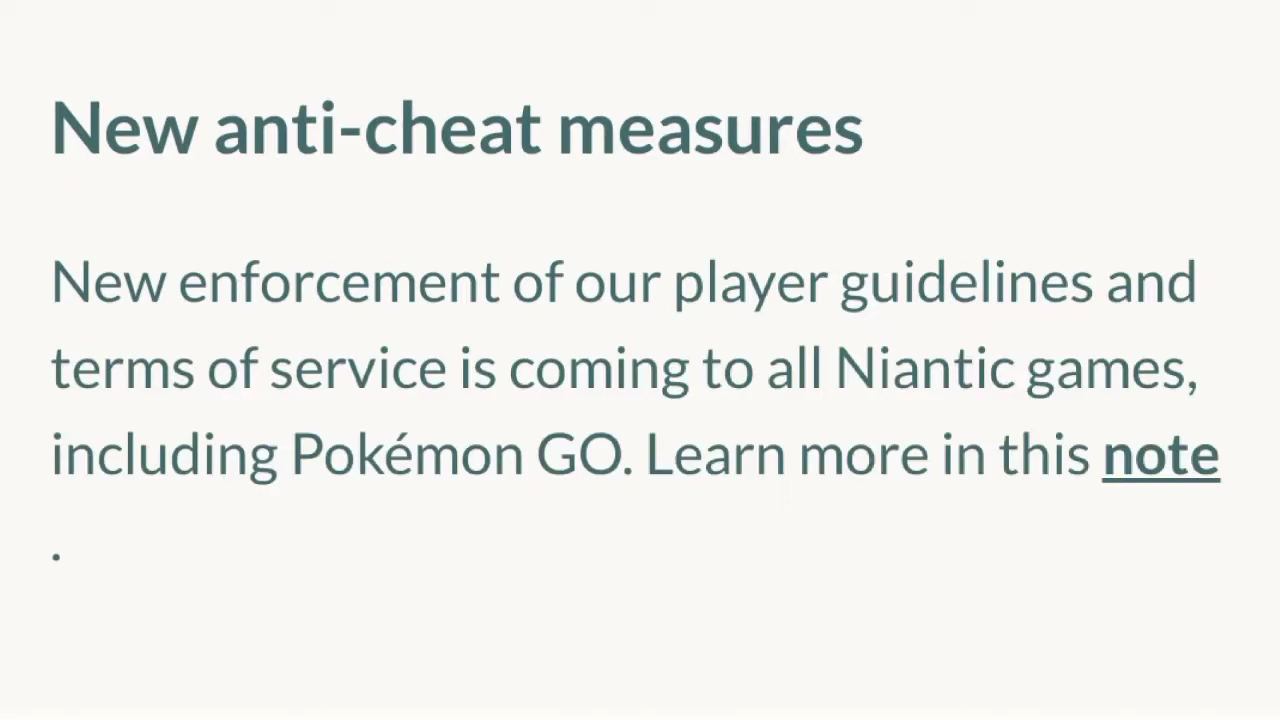 New anti-cheat measures
New enforcement of our player guidelines and
terms of service is coming to all Niantic games,
including Pokémon GO. Learn more in this note
.